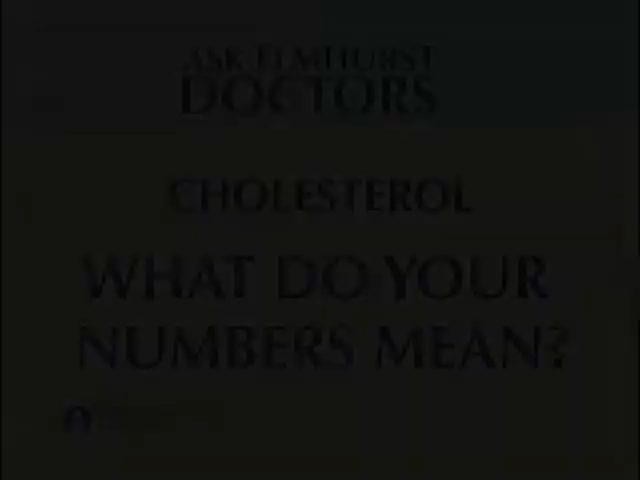 ASK ELMHURST
DOCTORS
CHOLESTEROL
WHAT DO YOUR
NUMBERS MEAN?